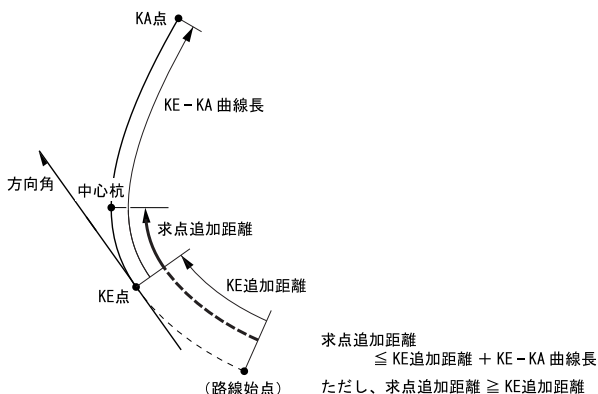 KA点
KE−KA 曲線長
方向角
中心杭
求点追加距離
KE追加距離
KE点
(路線始点)
求点追加距離
≦ KE追加距離 + KE−KA 曲線長
ただし、求点追加距離 ≧ KE追加距離